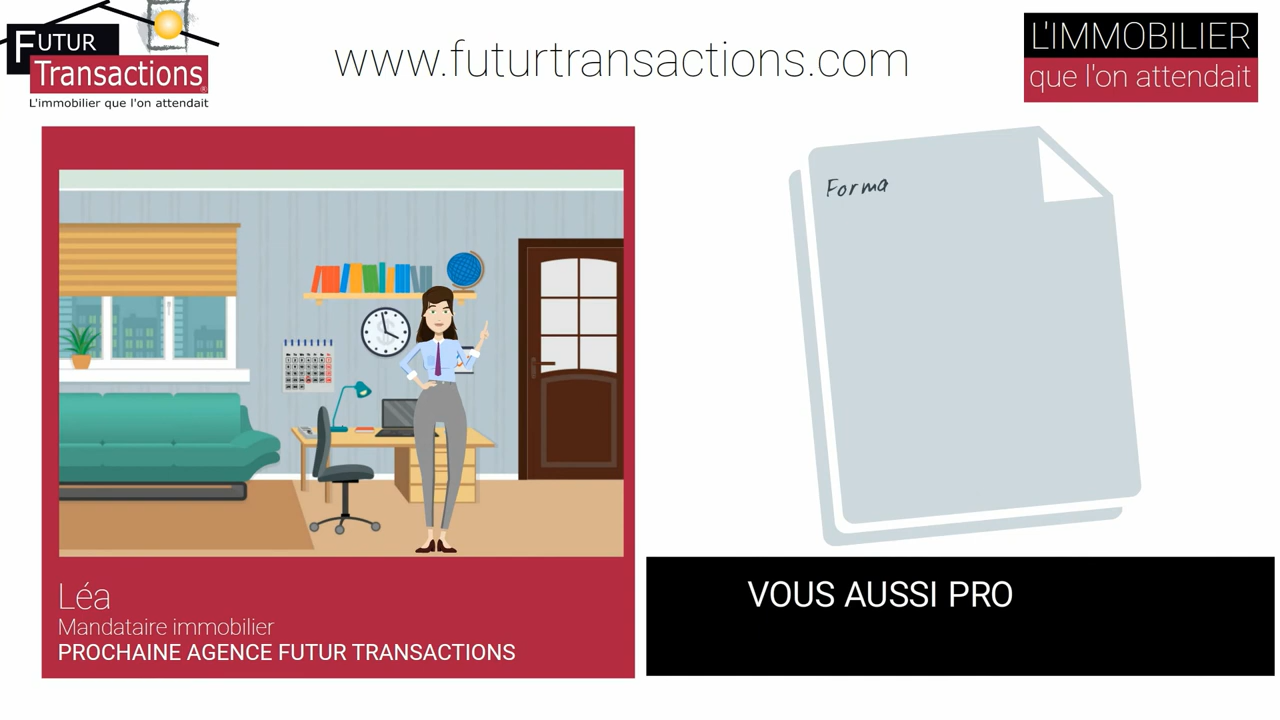 FUTUR
Transactions®
L'immobilier que l'on attendait
www.futurtransactions.com
L'IMMOBILIER
que l'on attendait
Forma
Léa
Mandataire immobilier
PROCHAINE AGENCE FUTUR TRANSACTIONS
VOUS AUSSI PRO